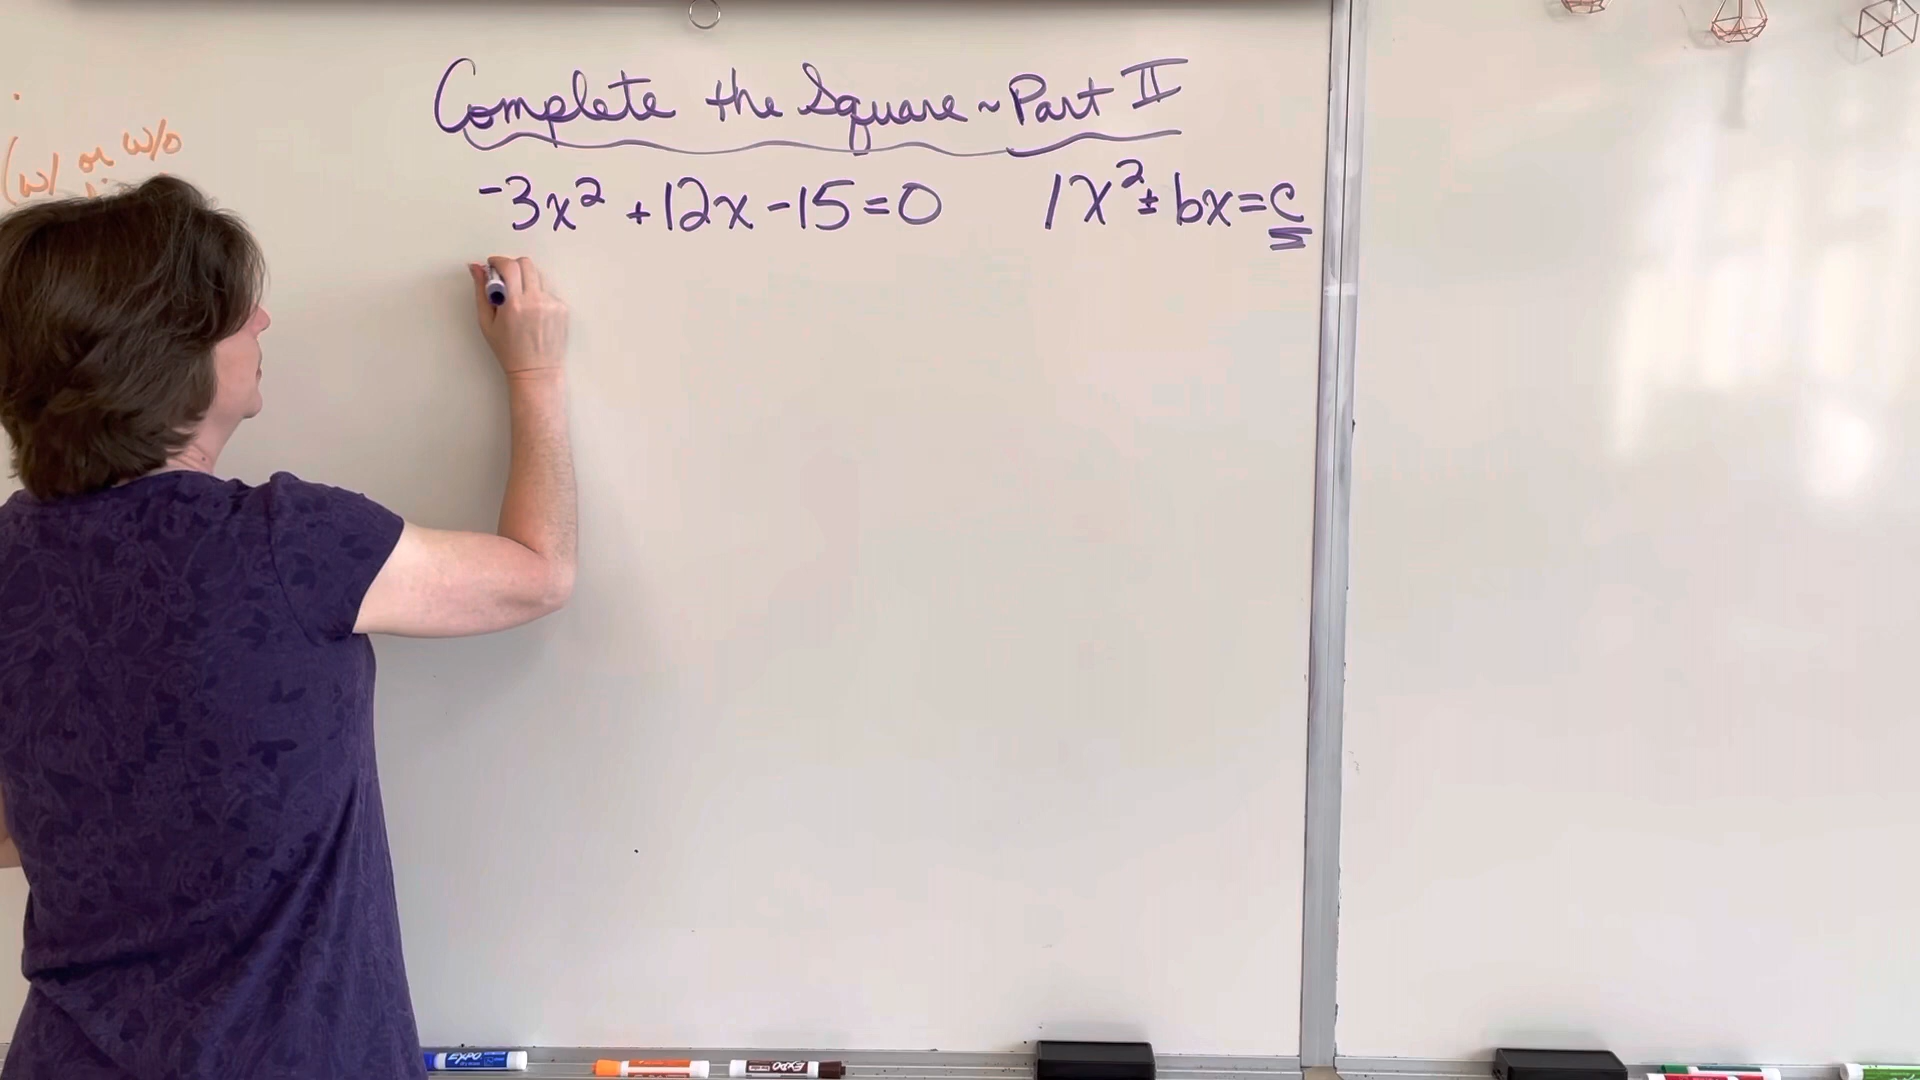 Complete the Square ~ Part II
(w/ or w/o
-3x² + 12x - 15 = 0
1x² ± bx = c
EXPO
EXPO